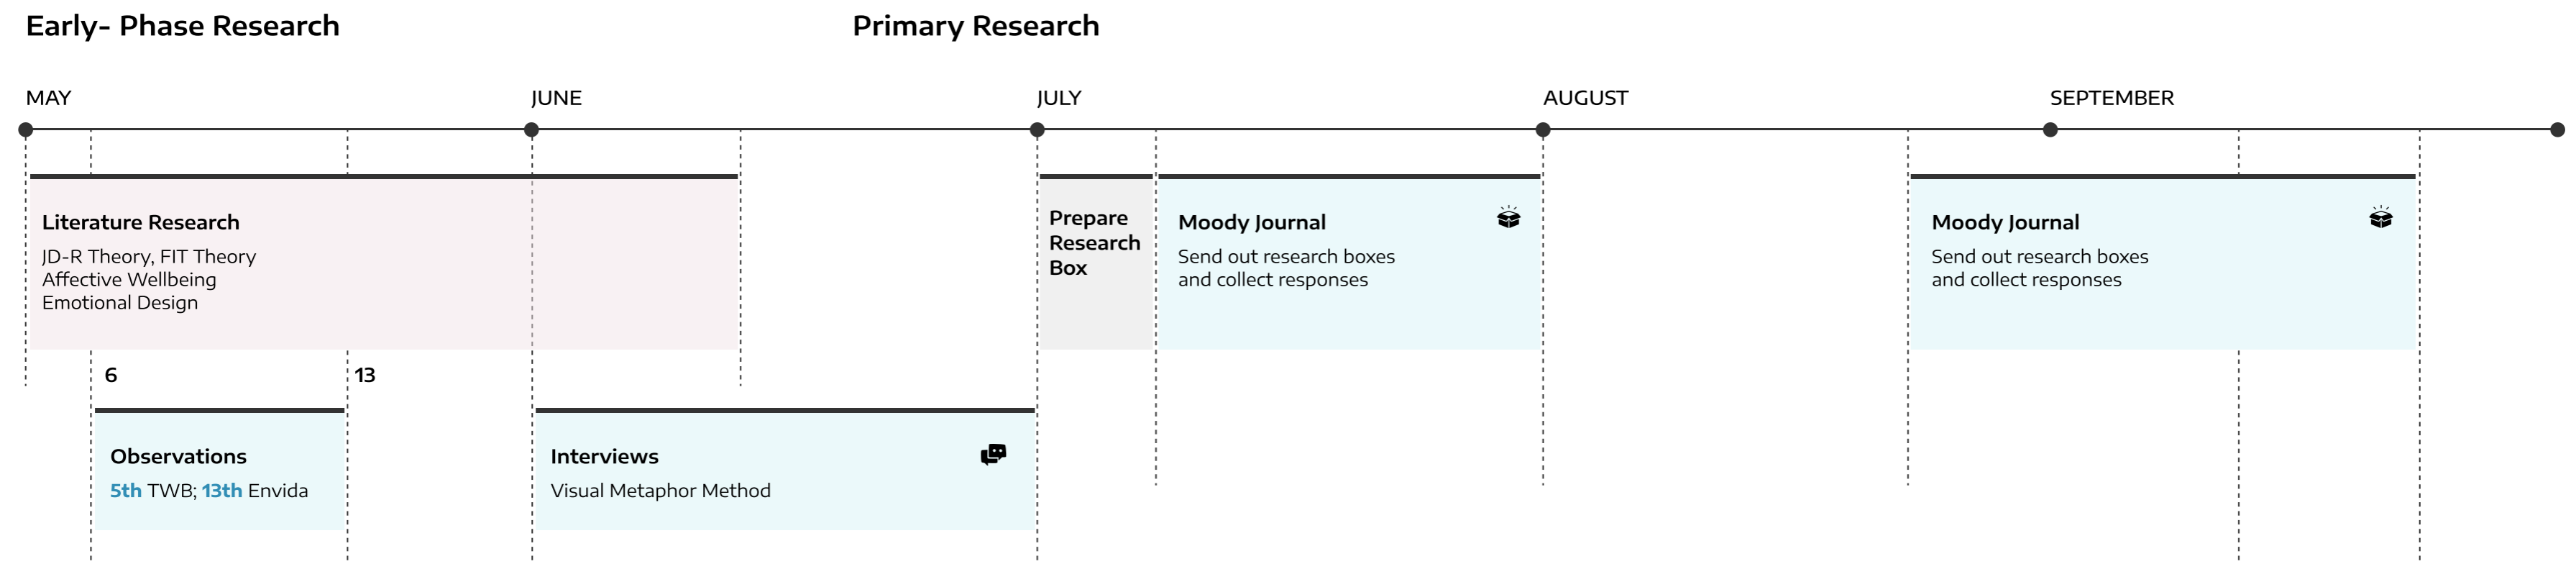 Early- Phase Research
Primary Research
MAY
JUNE
JULY
AUGUST
SEPTEMBER
Literature Research
JD-R Theory, FIT Theory
Affective Wellbeing
Emotional Design
Prepare
Research
Box
Moody Journal
Send out research boxes
and collect responses
Moody Journal
Send out research boxes
and collect responses
6
13
Observations
5th TWB; 13th Envida
Interviews
Visual Metaphor Method